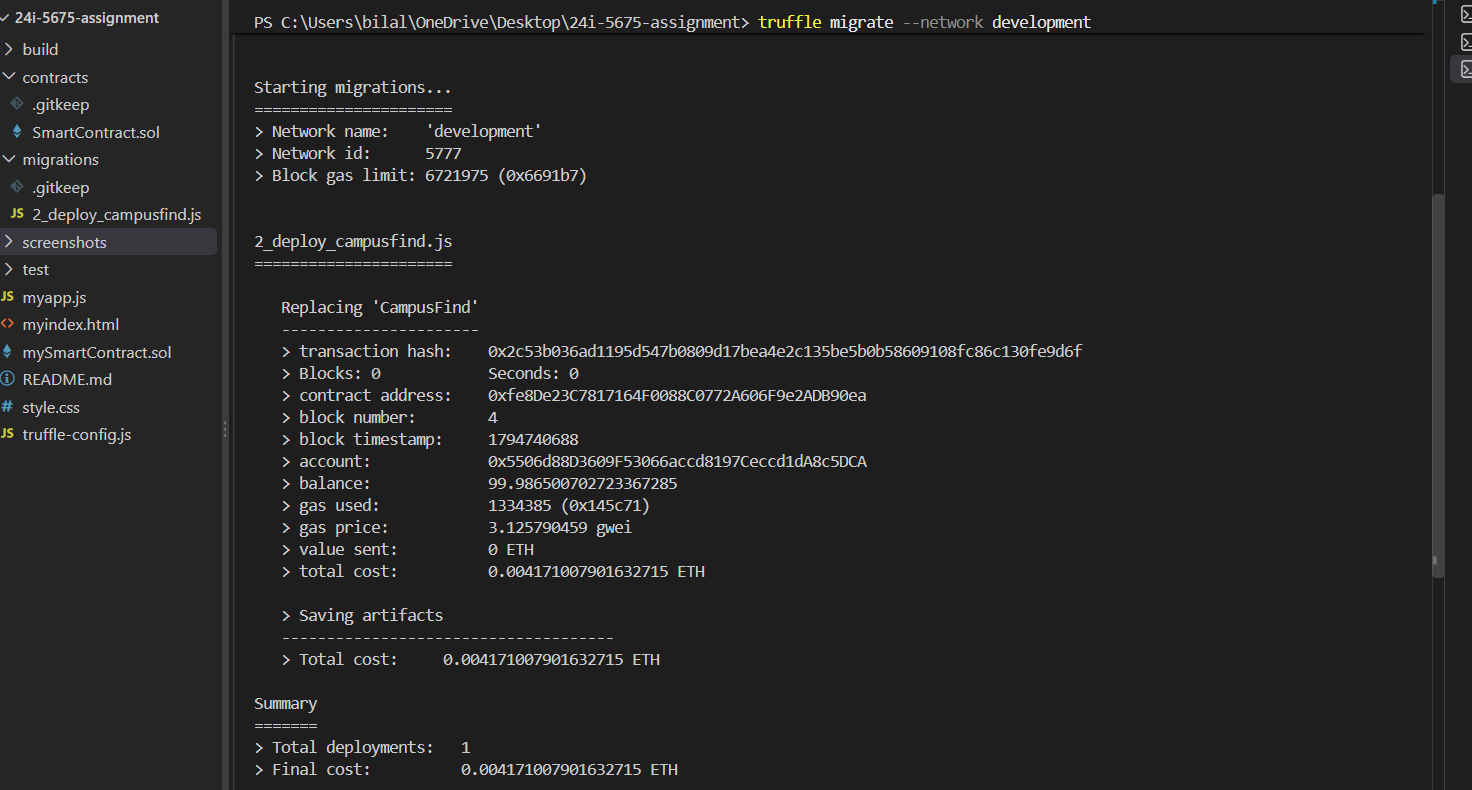 24i-5675-assignment
build
contracts
.gitkeep
SmartContract.sol
migrations
.gitkeep
JS 2_deploy_campusfind.js
screenshots
test
JS myapp.js
<> myindex.html
mySmartContract.sol
README.md
# style.css
JS truffle-config.js
PS C:\Users\bilal\OneDrive\Desktop\24i-5675-assignment> truffle migrate --network development
Starting migrations...
======================
> Network name:    'development'
> Network id:      5777
> Block gas limit: 6721975 (0x6691b7)
2_deploy_campusfind.js
======================
Replacing 'CampusFind'
----------------------
> transaction hash:    0x2c53b036ad1195d547b0809d17bea4e2c135be5b0b58609108fc86c130fe9d6f
> Blocks: 0            Seconds: 0
> contract address:    0xfe8De23C7817164F0088C0772A606F9e2ADB90ea
> block number:        4
> block timestamp:     1794740688
> account:             0x5506d88D3609F53066accd8197Ceccd1dA8c5DCA
> balance:             99.986500702723367285
> gas used:            1334385 (0x145c71)
> gas price:           3.125790459 gwei
> value sent:          0 ETH
> total cost:          0.004171007901632715 ETH
> Saving artifacts
-------------------------------------
> Total cost:     0.004171007901632715 ETH
Summary
=======
> Total deployments:   1
> Final cost:          0.004171007901632715 ETH